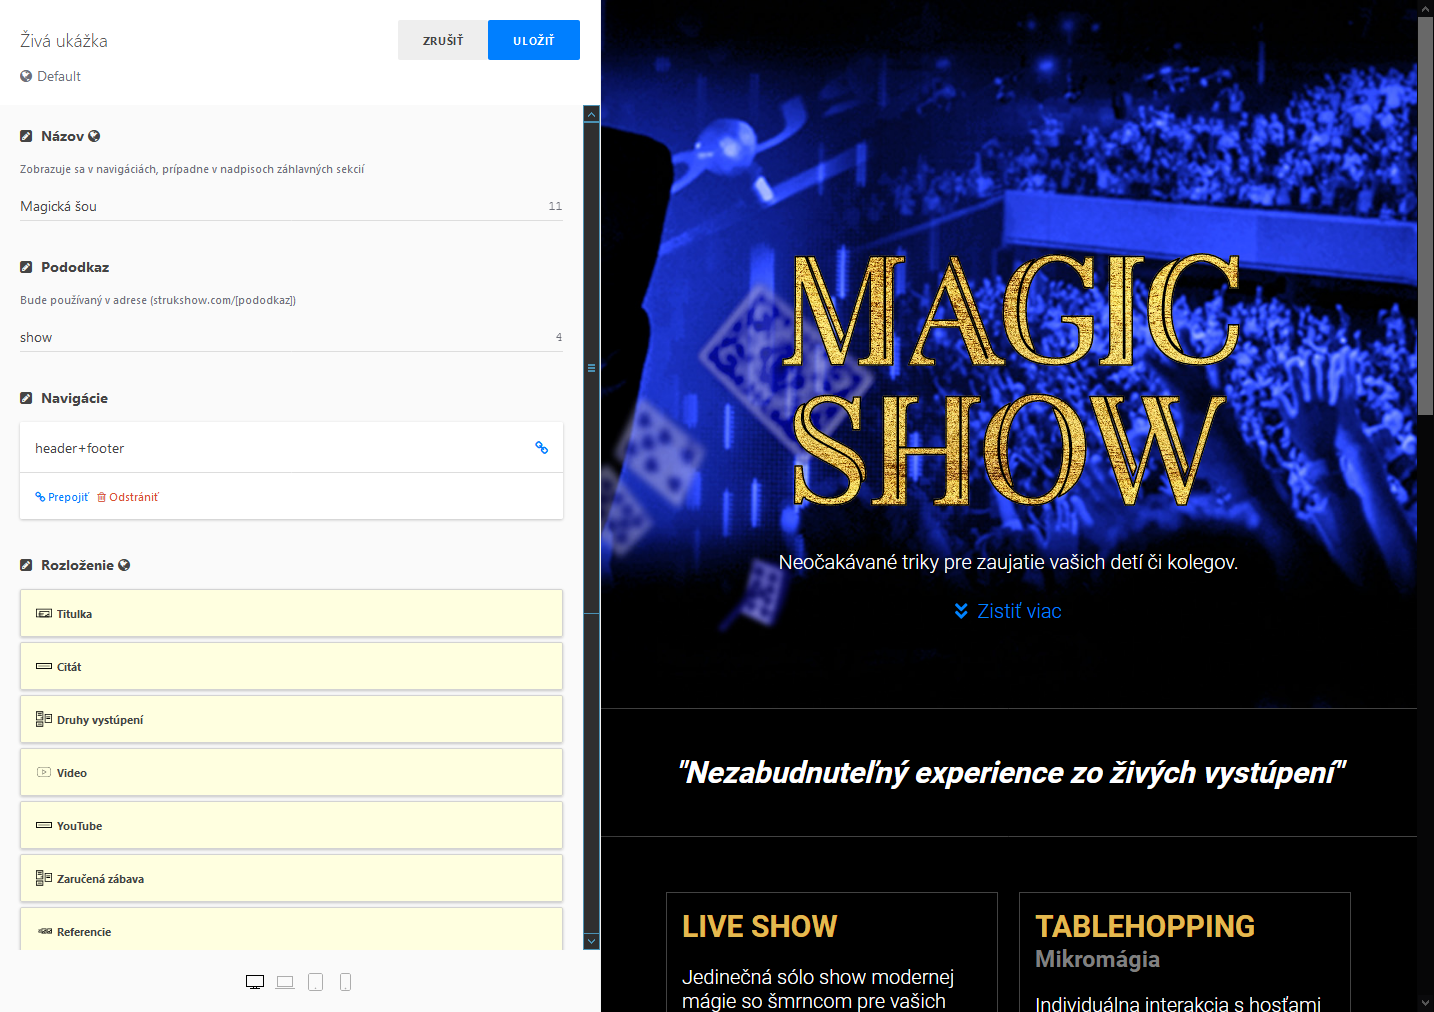 Živá ukážka
ZRUŠIŤ
ULOŽIŤ
Default
Názov
Zobrazuje sa v navigáciách, prípadne v nadpisoch záhlavných sekcií
Magická šou
11
Pododkaz
Bude používaný v adrese (strukshow.com/[pododkaz])
show
4
Navigácie
header+footer
Prepojiť
Odstrániť
Rozloženie
Titulka
Citát
Druhy vystúpení
Video
YouTube
Zaručená zábava
Referencie
MAGIC
SHOW
Neočakávané triky pre zaujatie vašich detí či kolegov.
Zistiť viac
"Nezabudnuteľný experience zo živých vystúpení"
LIVE SHOW
Jedinečná sólo show modernej
mágie so šmrncom pre vašich
TABLEHOPPING
Mikromágia
Individuálna interakcia s hosťami